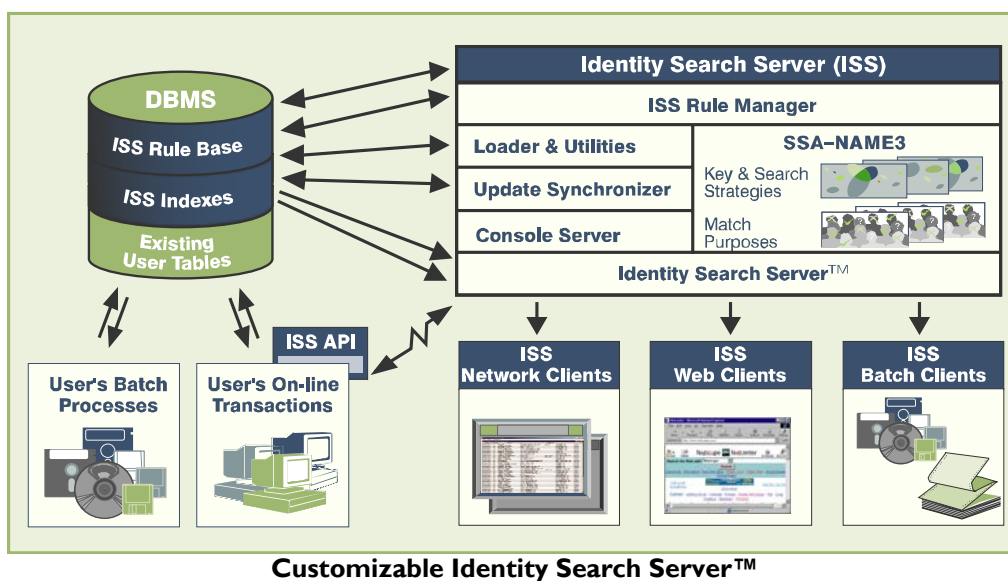 DBMS
ISS Rule Base
ISS Indexes
Existing
User Tables
Identity Search Server (ISS)
ISS Rule Manager
Loader & Utilities
Update Synchronizer
Console Server
SSA–NAME3
Key & Search
Strategies
Match
Purposes
Identity Search Server™
ISS API
User's Batch
Processes
User's On-line
Transactions
ISS
Network Clients
ISS
Web Clients
ISS
Batch Clients
Customizable Identity Search Server™